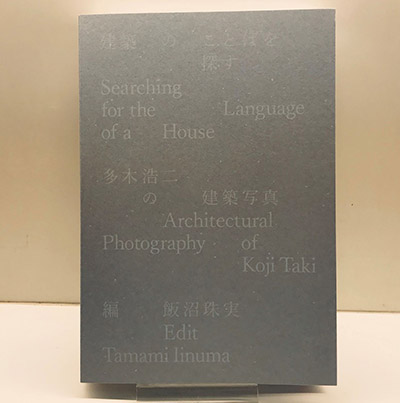 建築 の ことばを
探す
Searching
for the Language
of a House
多木浩二
の 建築写真
Architectural
Photography of
Koji Taki
編 飯沼珠実
Edit
Tamami Iinuma